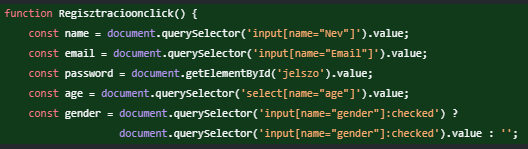 function Regisztracioonclick() {
const name = document.querySelector('input[name="Nev"]').value;
const email = document.querySelector('input[name="Email"]').value;
const password = document.getElementById('jelszo').value;
const age = document.querySelector('select[name="age"]').value;
const gender = document.querySelector('input[name="gender"]:checked') ?
document.querySelector('input[name="gender"]:checked').value : '';